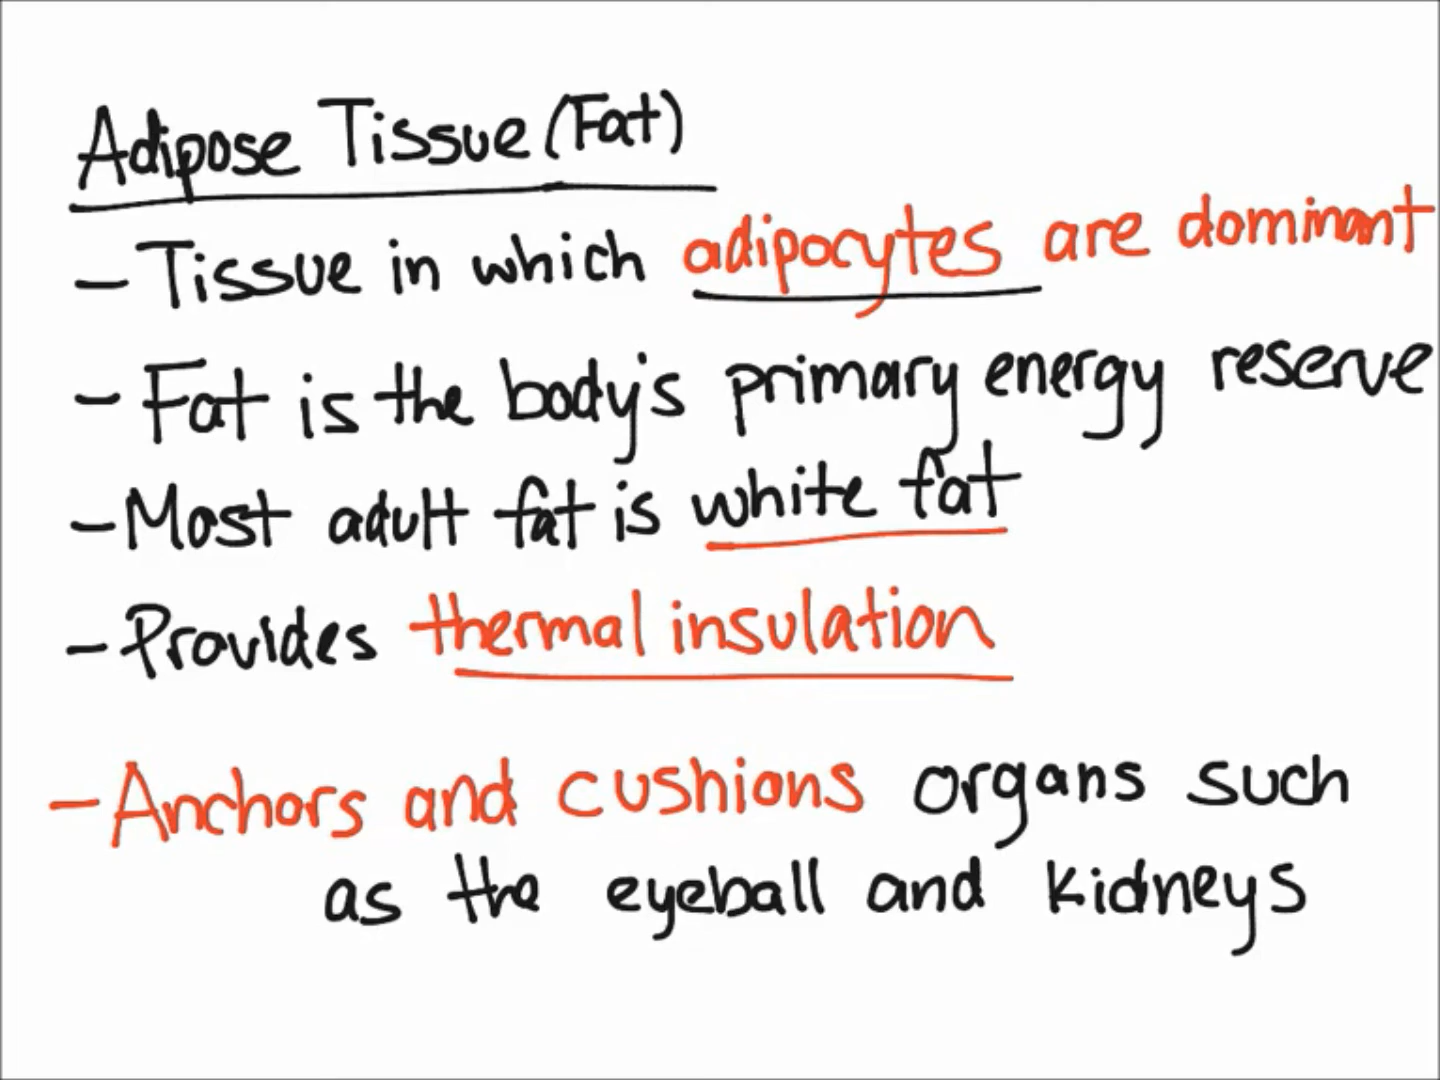 Adipose Tissue (Fat)
- Tissue in which adipocytes are dominant
- Fat is the body's primary energy reserve
- Most adult fat is white fat
- Provides thermal insulation
- Anchors and cushions organs such
as the eyeball and kidneys